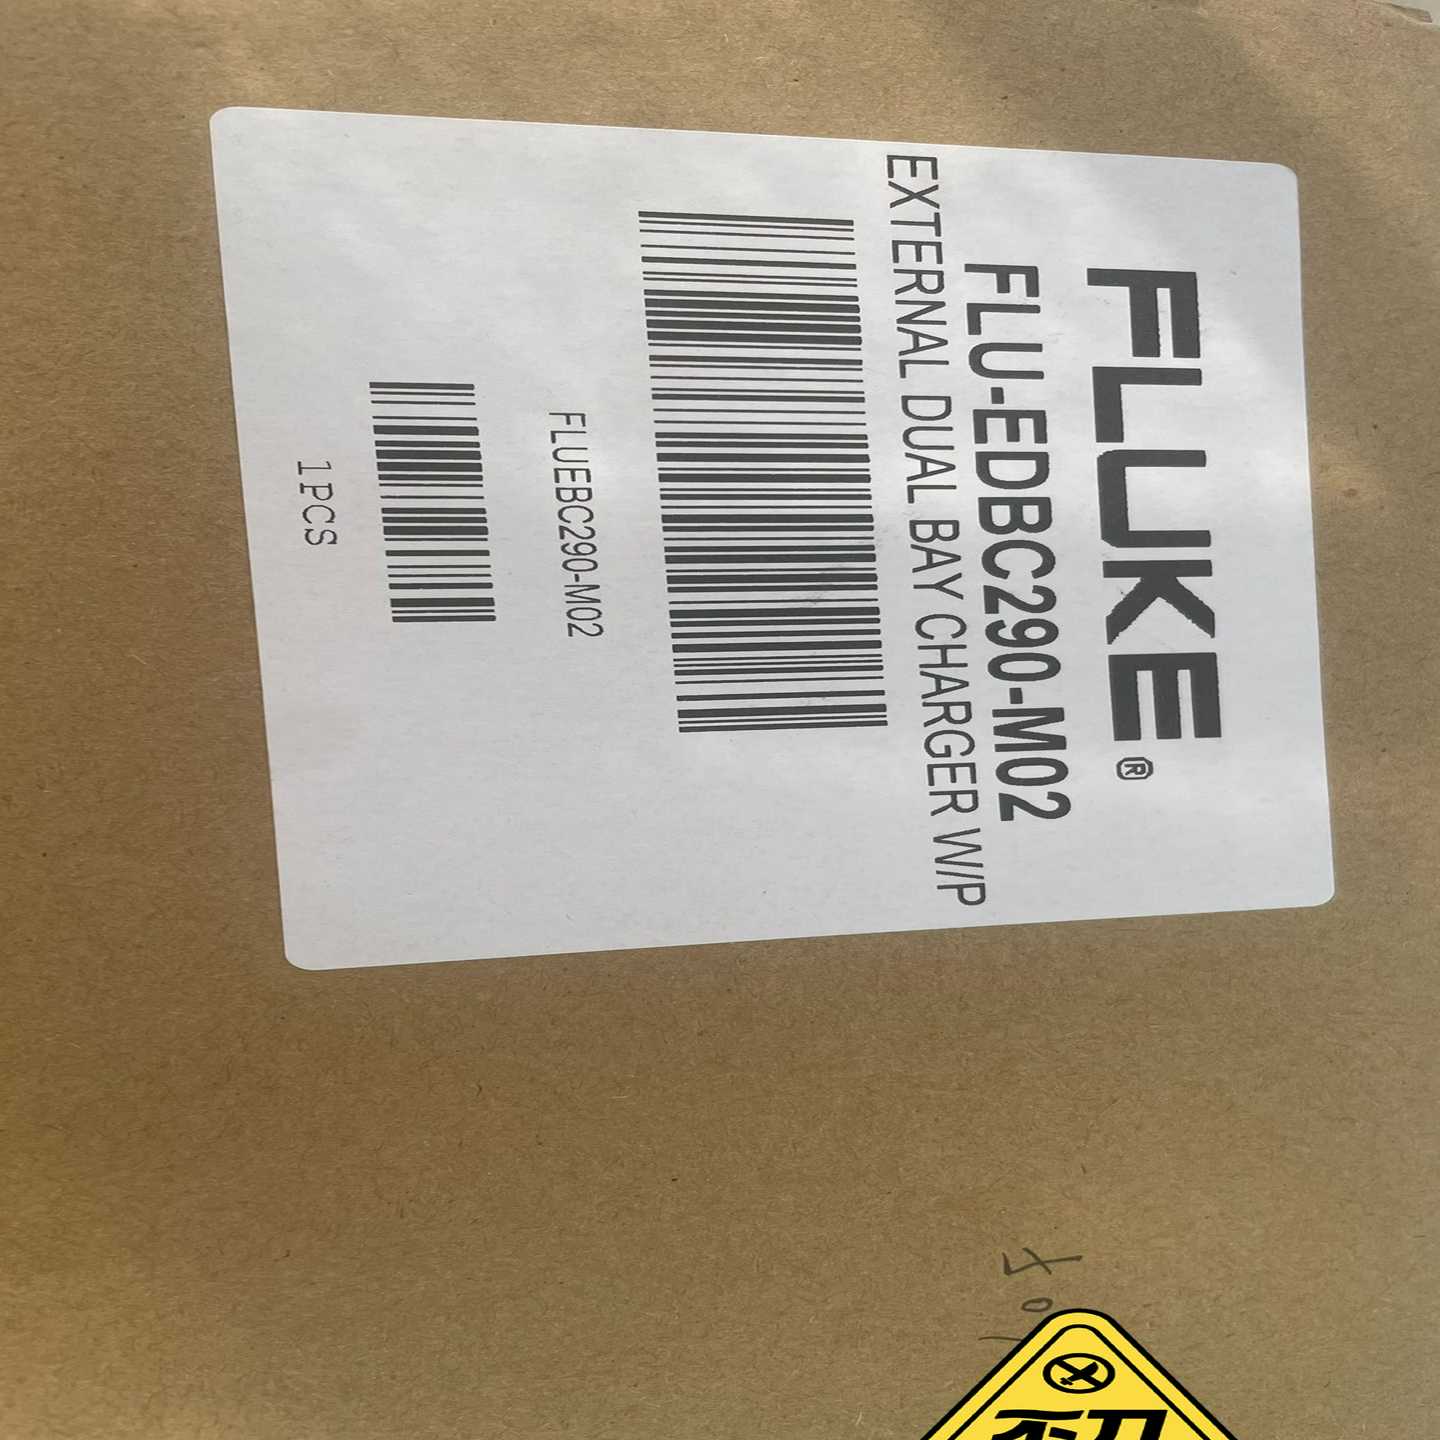 FLUKE®
FLU-EDBC290-M02
EXTERNAL DUAL BAY CHARGER W/P
FLUEBC290-M02
1PCS